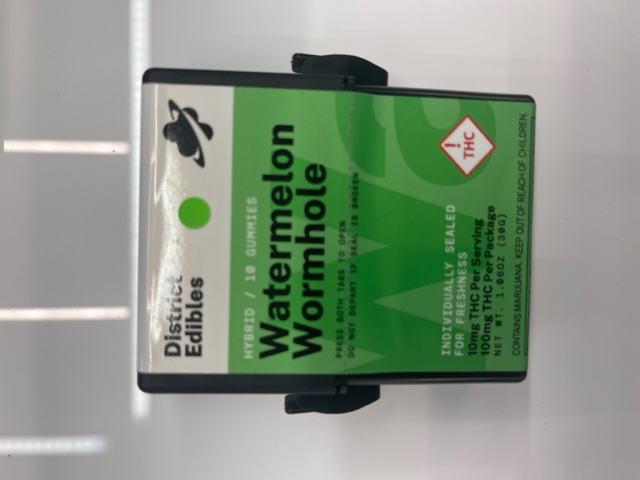 District
Edibles
HYBRID / 10 GUMMIES
Watermelon
Wormhole
PRESS BOTH TABS TO OPEN
DO NOT DEPART IF SEAL IS BROKEN
INDIVIDUALLY SEALED
FOR FRESHNESS
10mg THC Per Serving
100mg THC Per Package
NET WT. 1.06OZ (30G)
!
THC
CONTAINS MARIJUANA. KEEP OUT OF REACH OF CHILDREN.